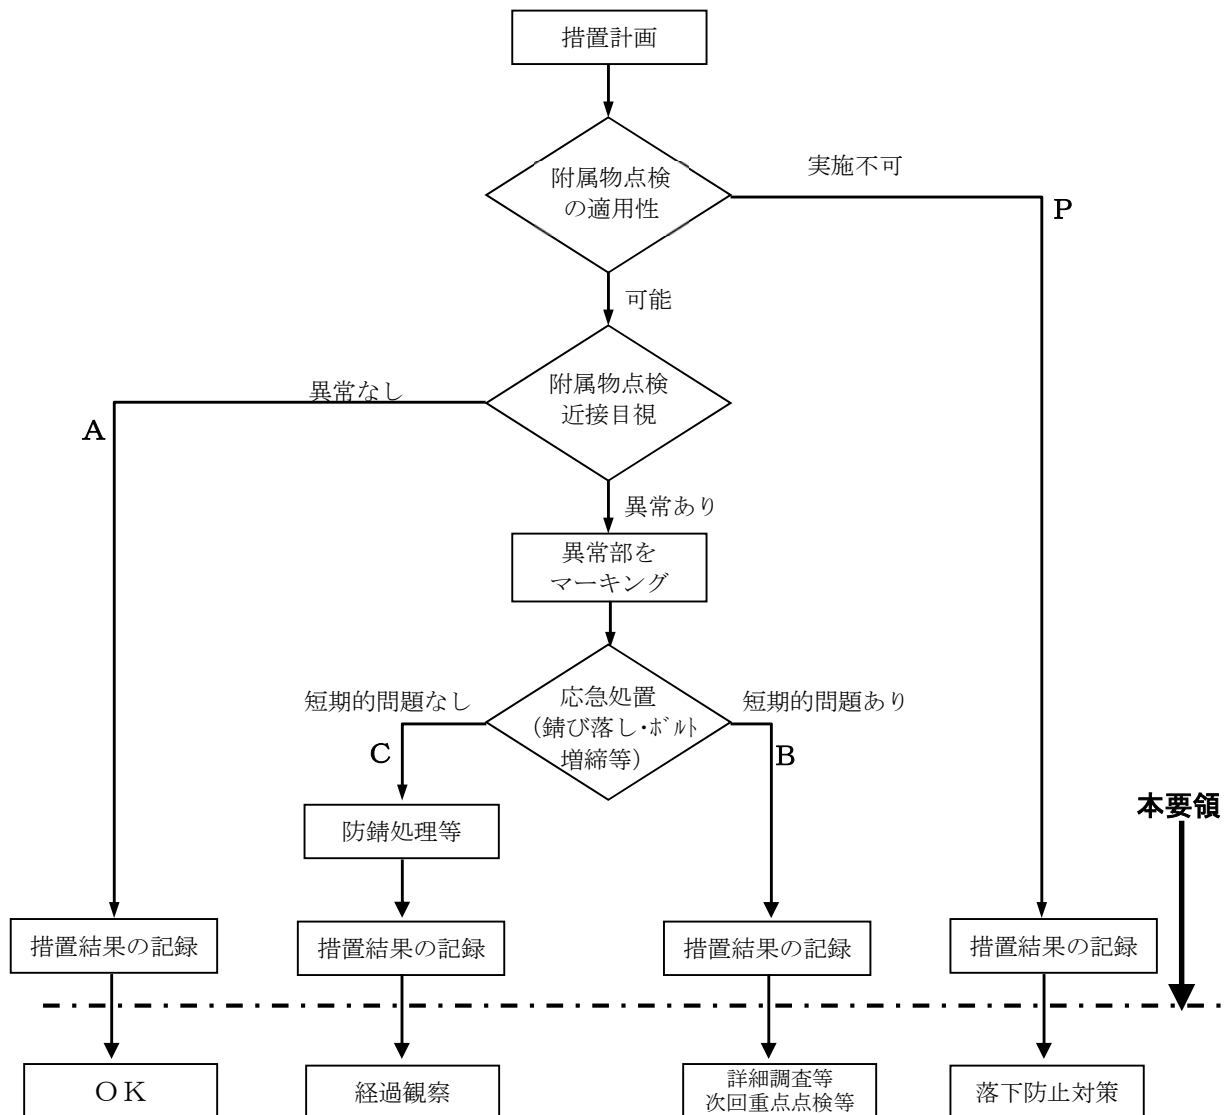 措置計画
附属物点検
の適用性
実施不可
P
可能
附属物点検
近接目視
異常なし
A
異常あり
異常部を
マーキング
応急処置
（錆び落し・ﾎﾞﾙﾄ
増締等）
短期的問題なし
短期的問題あり
C
B
防錆処理等
本要領
措置結果の記録
措置結果の記録
措置結果の記録
措置結果の記録
ＯＫ
経過観察
詳細調査等
次回重点点検等
落下防止対策